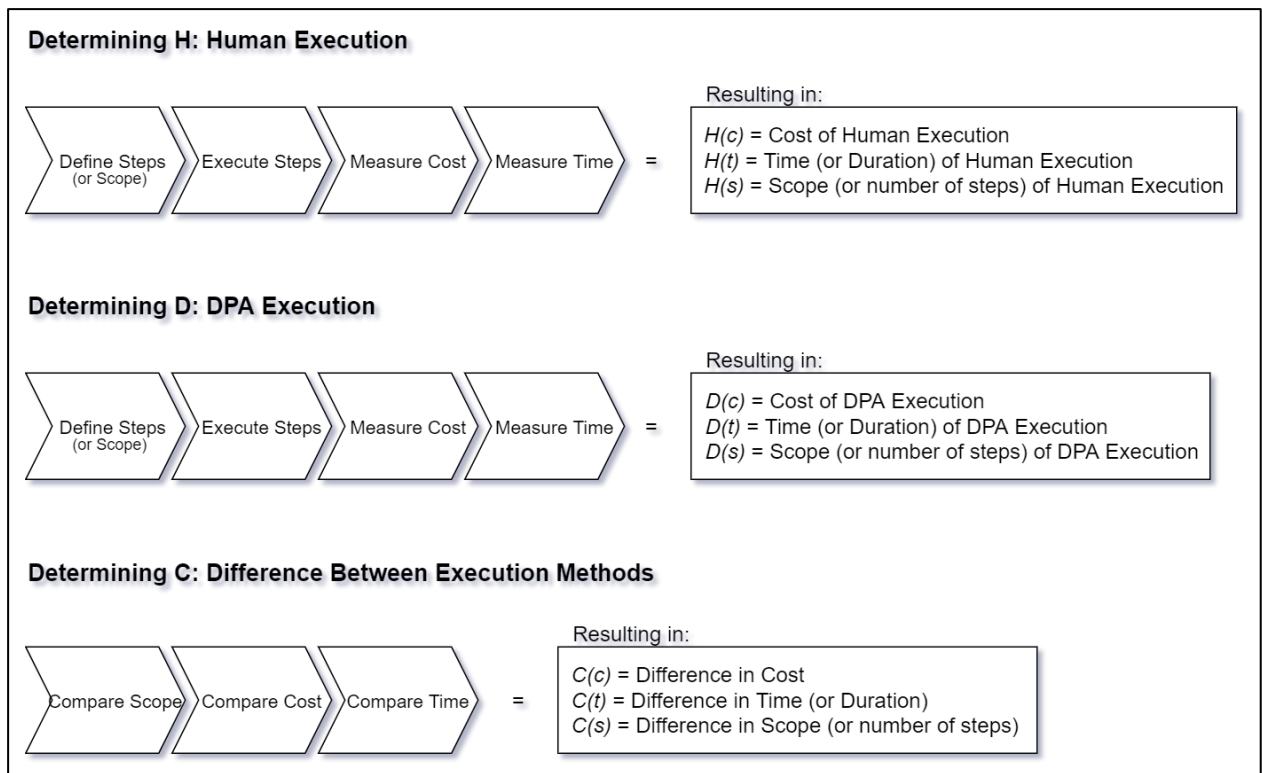 Determining H: Human Execution
Resulting in:
Define Steps
(or Scope)
Execute Steps
Measure Cost
Measure Time
=
H(c) = Cost of Human Execution
H(t) = Time (or Duration) of Human Execution
H(s) = Scope (or number of steps) of Human Execution
Determining D: DPA Execution
Resulting in:
Define Steps
(or Scope)
Execute Steps
Measure Cost
Measure Time
=
D(c) = Cost of DPA Execution
D(t) = Time (or Duration) of DPA Execution
D(s) = Scope (or number of steps) of DPA Execution
Determining C: Difference Between Execution Methods
Resulting in:
Compare Scope
Compare Cost
Compare Time
=
C(c) = Difference in Cost
C(t) = Difference in Time (or Duration)
C(s) = Difference in Scope (or number of steps)